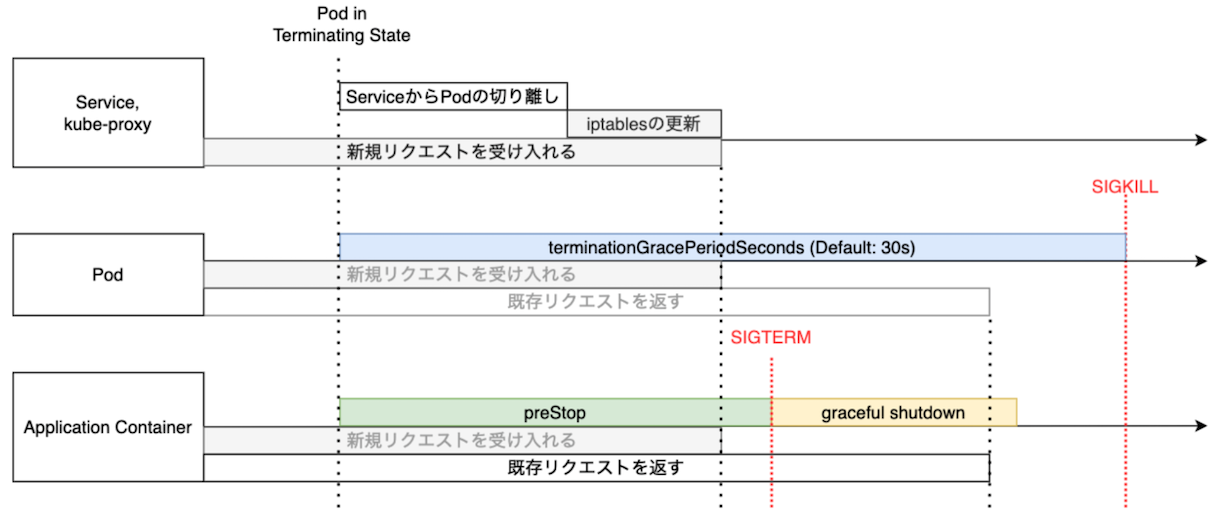 Pod in
Terminating State
Service,
kube-proxy
ServiceからPodの切り離し
iptablesの更新
新規リクエストを受け入れる
SIGKILL
Pod
terminationGracePeriodSeconds (Default: 30s)
新規リクエストを受け入れる
既存リクエストを返す
SIGTERM
Application Container
preStop
graceful shutdown
新規リクエストを受け入れる
既存リクエストを返す